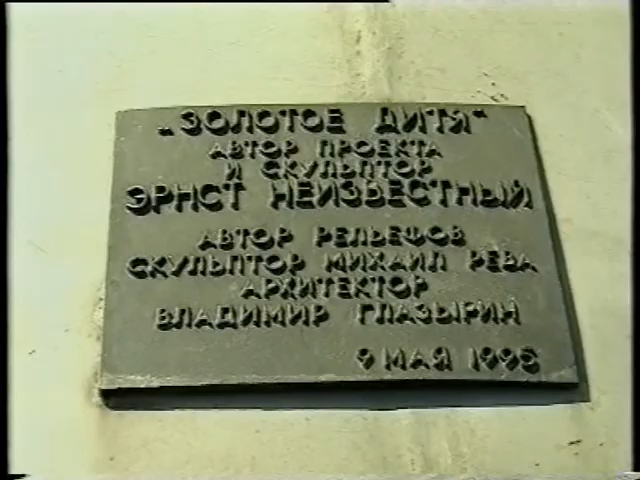 „ЗОЛОТОЕ ДИТЯ“
АВТОР ПРОЕКТА
И СКУЛЬПТОР
ЭРНСТ НЕИЗВЕСТНЫЙ
АВТОР РЕЛЬЕФОВ
СКУЛЬПТОР МИХАИЛ РЕВА
АРХИТЕКТОР
ВЛАДИМИР ГЛАЗЫРИН
9 МАЯ 1995